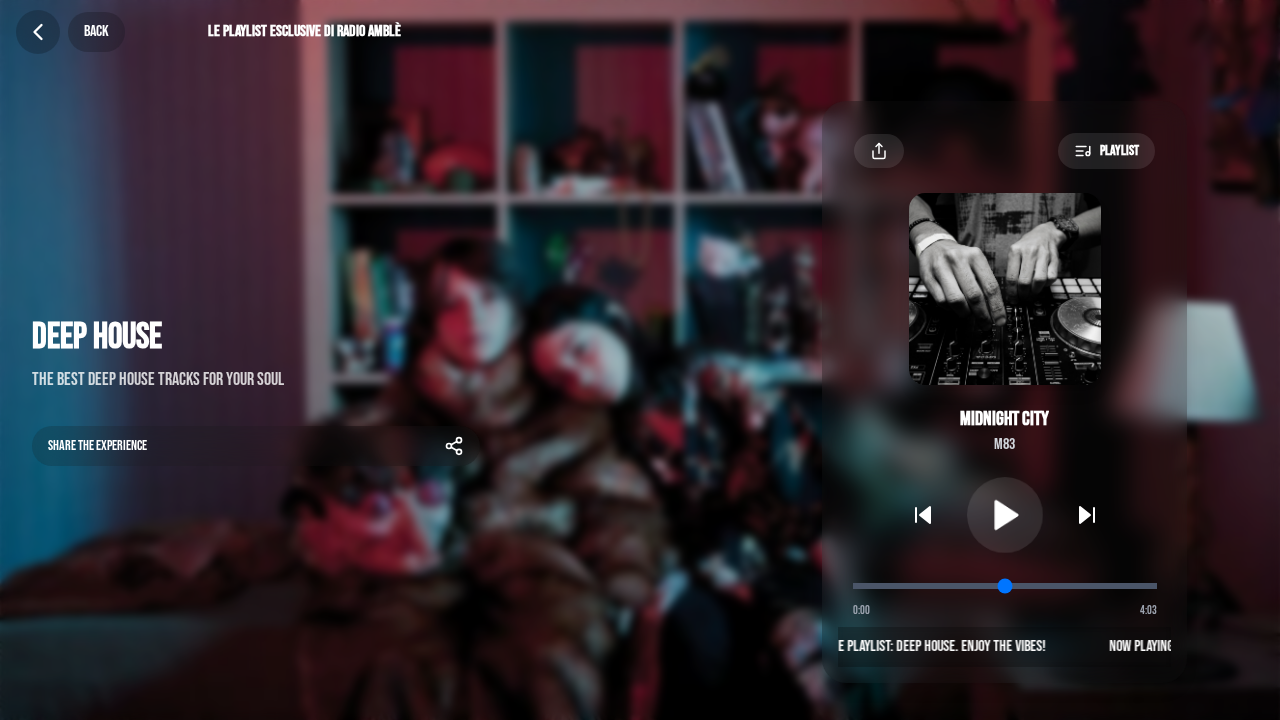 BACK
LE PLAYLIST ESCLUSIVE DI RADIO AMBLÈ
PLAYLIST
DEEP HOUSE
THE BEST DEEP HOUSE TRACKS FOR YOUR SOUL
SHARE THE EXPERIENCE
MIDNIGHT CITY
M83
0:00
4:03
E PLAYLIST: DEEP HOUSE. ENJOY THE VIBES!
NOW PLAYING